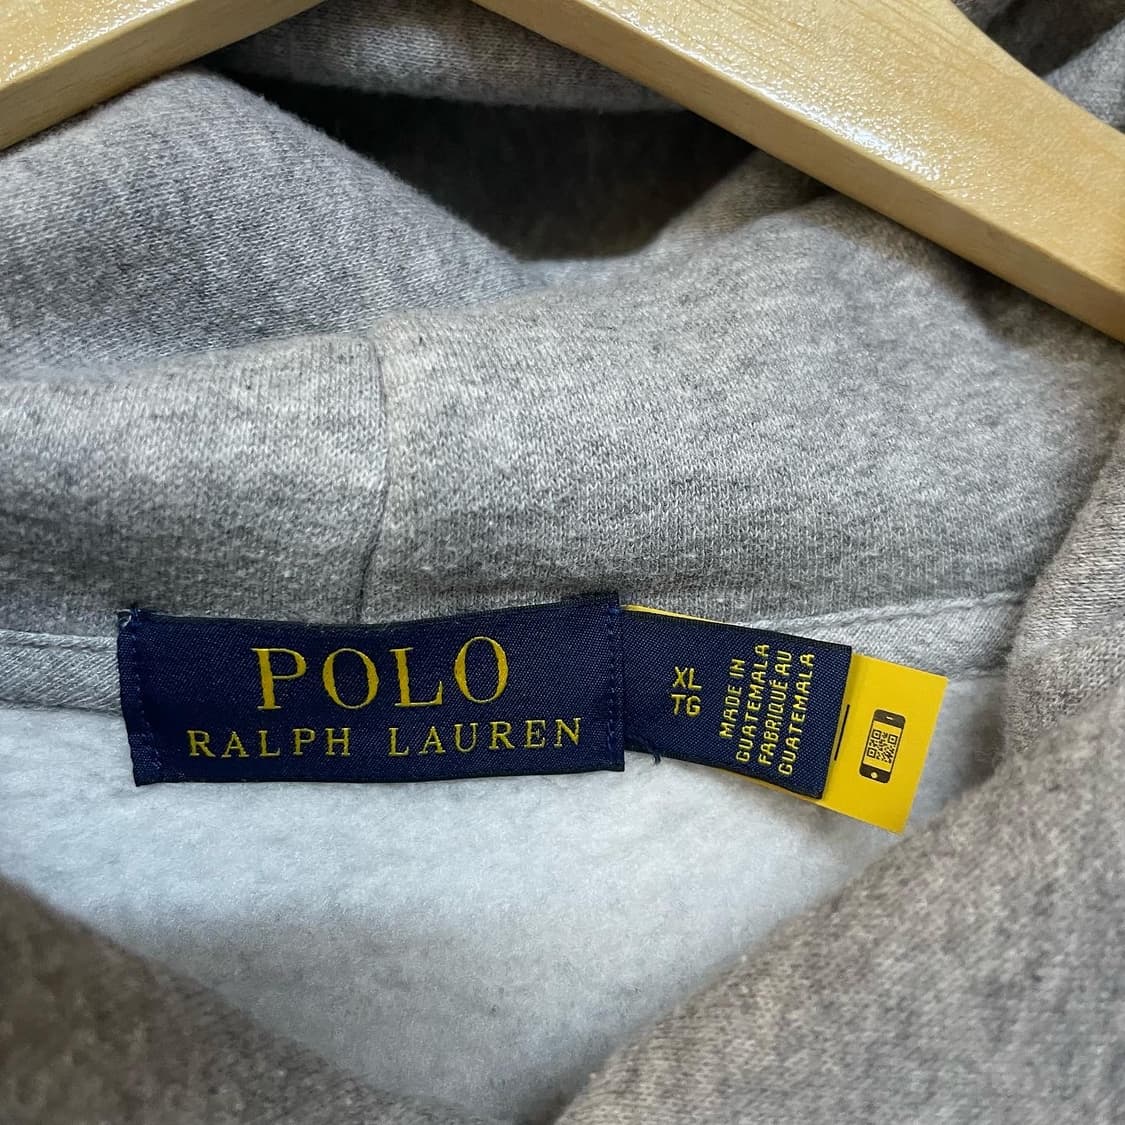 POLO
RALPH LAUREN
XL
TG
MADE IN
GUATEMALA
FABRIQUÉ AU
GUATEMALA